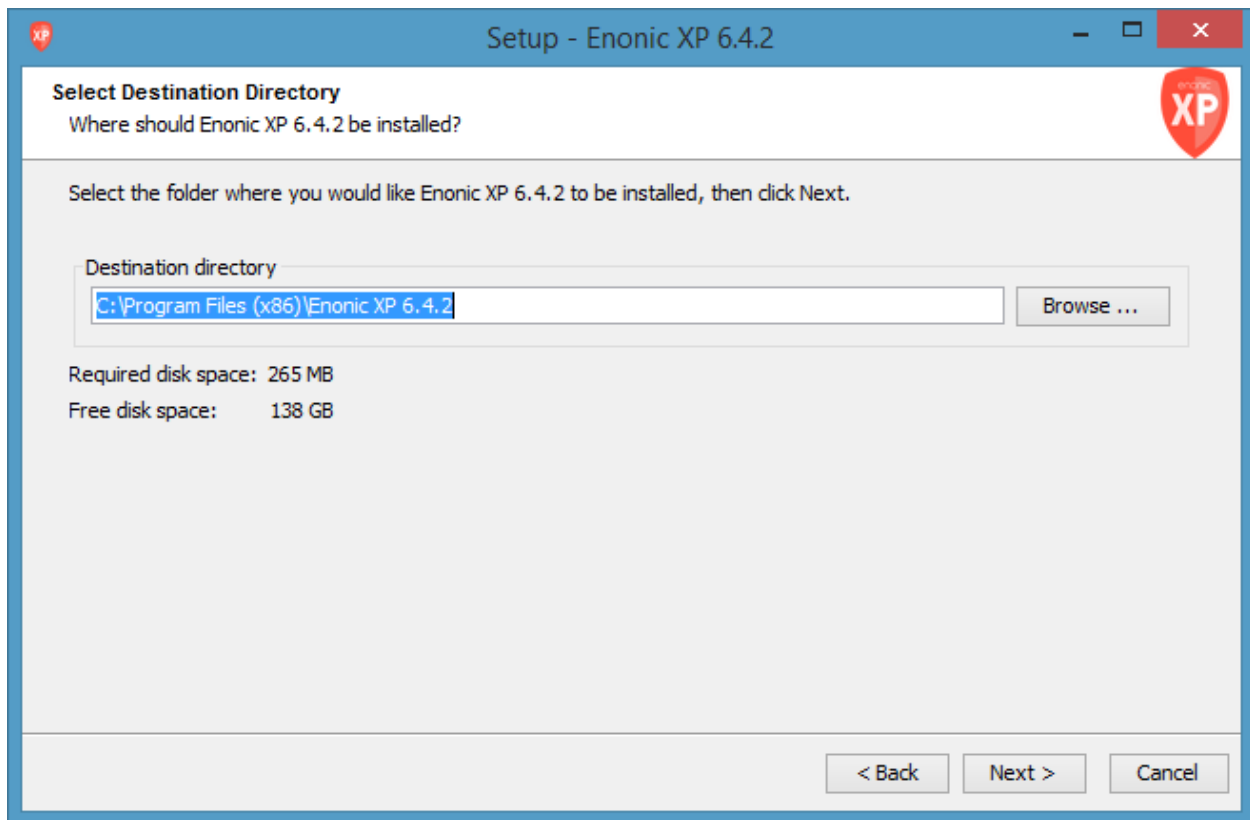 XP
Setup - Enonic XP 6.4.2
Select Destination Directory
Where should Enonic XP 6.4.2 be installed?
enonic
XP
Select the folder where you would like Enonic XP 6.4.2 to be installed, then click Next.
Destination directory
C:\Program Files (x86)\Enonic XP 6.4.2
Browse ...
Required disk space: 265 MB
Free disk space: 138 GB
< Back
Next >
Cancel